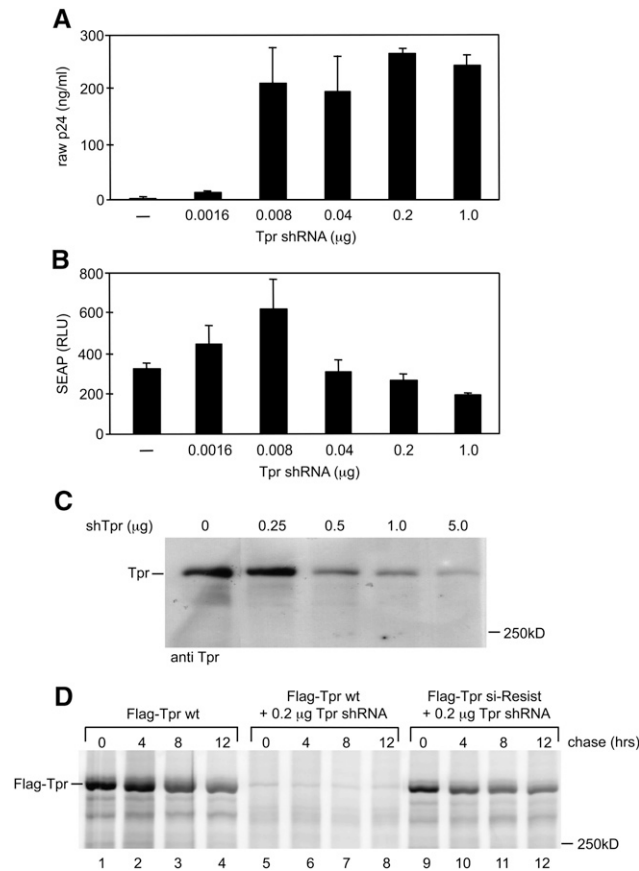 A
300
200
100
0
raw p24 (ng/ml)
— 0.0016 0.008 0.04 0.2 1.0
Tpr shRNA (μg)
B
800
600
400
200
0
SEAP (RLU)
— 0.0016 0.008 0.04 0.2 1.0
Tpr shRNA (μg)
C
shTpr (μg) 0 0.25 0.5 1.0 5.0
Tpr
250kD
anti Tpr
D
Flag-Tpr wt
Flag-Tpr wt
+ 0.2 μg Tpr shRNA
Flag-Tpr si-Resist
+ 0.2 μg Tpr shRNA
0 4 8 12 0 4 8 12 0 4 8 12 chase (hrs)
Flag-Tpr
250kD
1 2 3 4 5 6 7 8 9 10 11 12